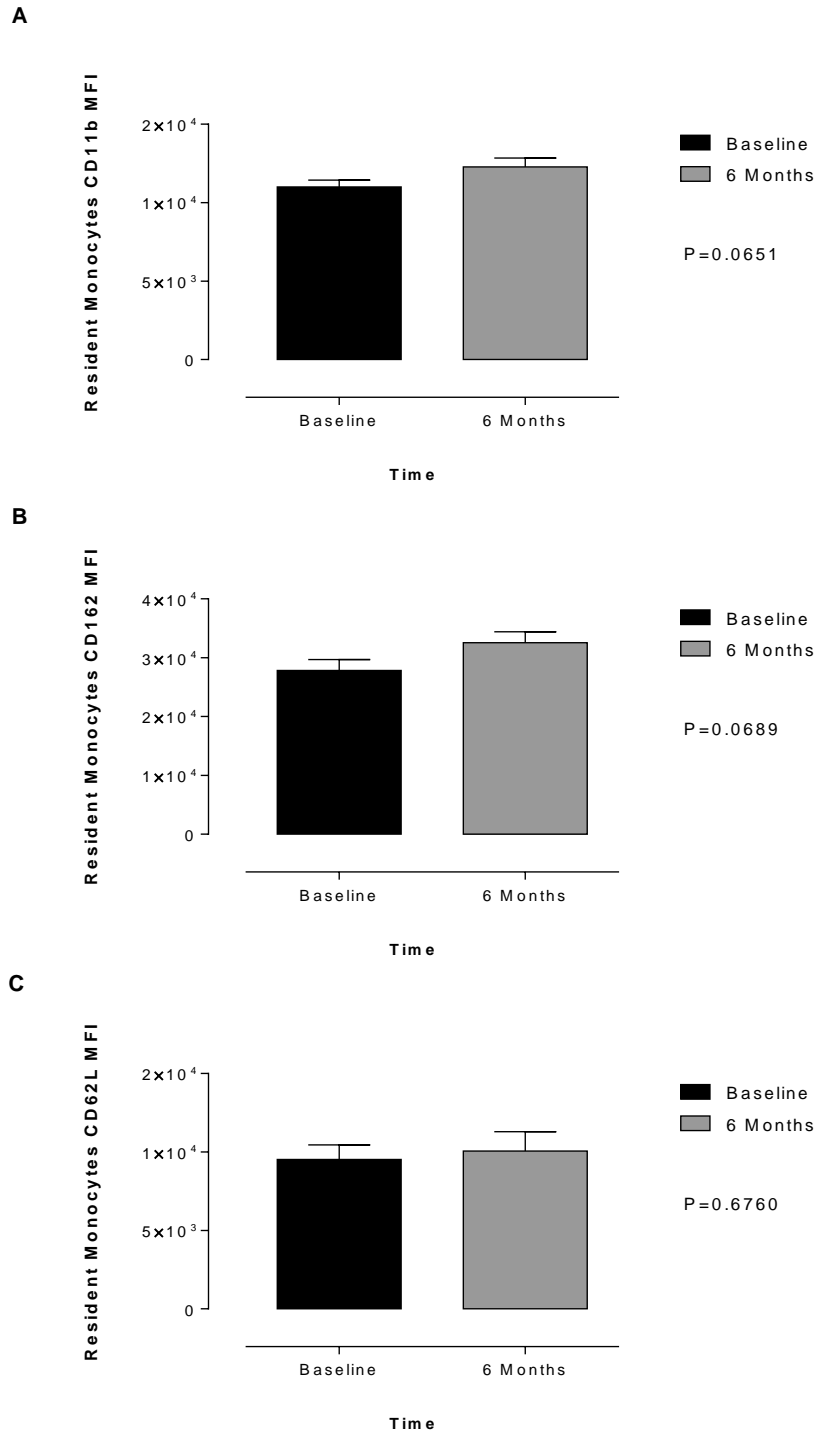 A
Resident Monocytes CD11b MFI
2×10⁴
1×10⁴
5×10³
0
Baseline
6 Months
Time
Baseline
6 Months
P=0.0651
B
Resident Monocytes CD162 MFI
4×10⁴
3×10⁴
2×10⁴
1×10⁴
0
Baseline
6 Months
Time
Baseline
6 Months
P=0.0689
C
Resident Monocytes CD62L MFI
2×10⁴
1×10⁴
5×10³
0
Baseline
6 Months
Time
Baseline
6 Months
P=0.6760